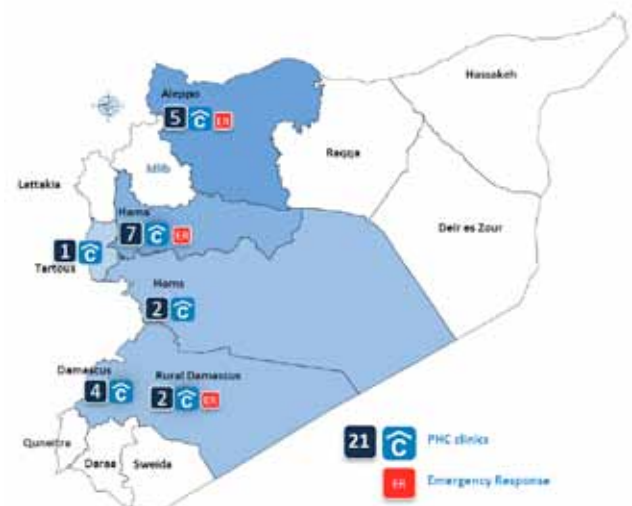 Hassakeh
Aleppo
5 C ER
Raqqa
Idlib
Lattakia
Deir es Zour
Hama
7 C ER
1 C
Tartous
Homs
2 C
Damascus
4 C
Rural Damascus
2 C ER
Quneitra
Daraa
Sweida
21 C PHC clinics
ER Emergency Response